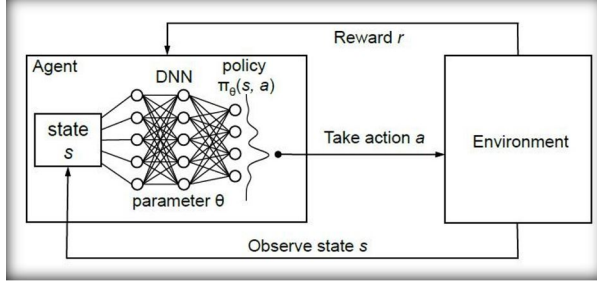 Reward r
Agent
DNN
policy
πθ(s, a)
state
s
Take action a
Environment
parameter θ
Observe state s